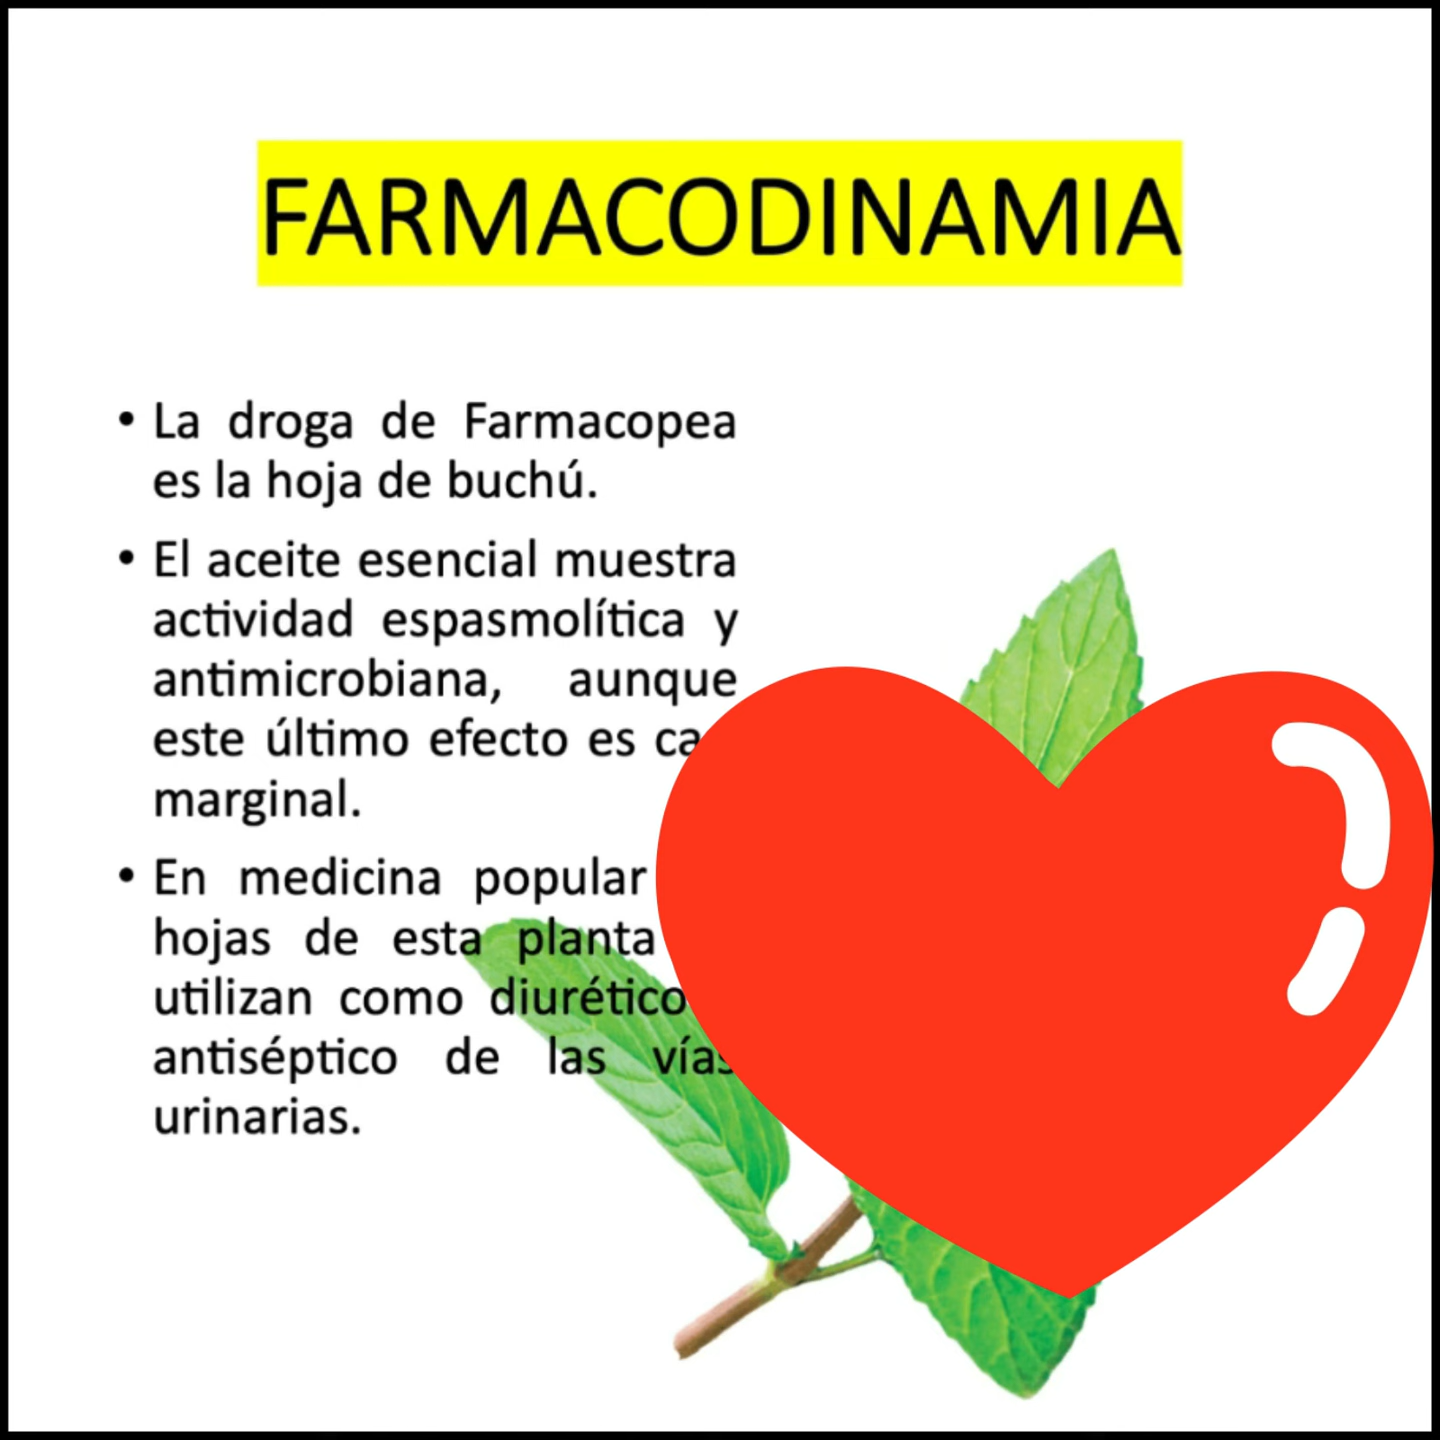 FARMACODINAMIA
• La droga de Farmacopea
es la hoja de buchú.
• El aceite esencial muestra
actividad espasmolítica y
antimicrobiana, aunque
este último efecto es
marginal.
• En medicina popular
hojas de esta planta
utilizan como diurético
antiséptico de las vías
urinarias.